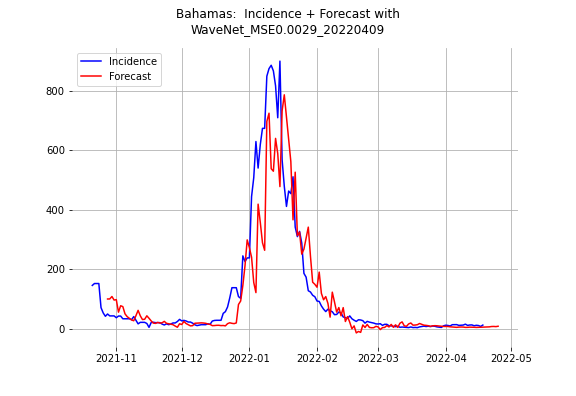 Bahamas:  Incidence + Forecast with
WaveNet_MSE0.0029_20220409
Incidence
Forecast
800
600
400
200
0
2021-11 2021-12 2022-01 2022-02 2022-03 2022-04 2022-05